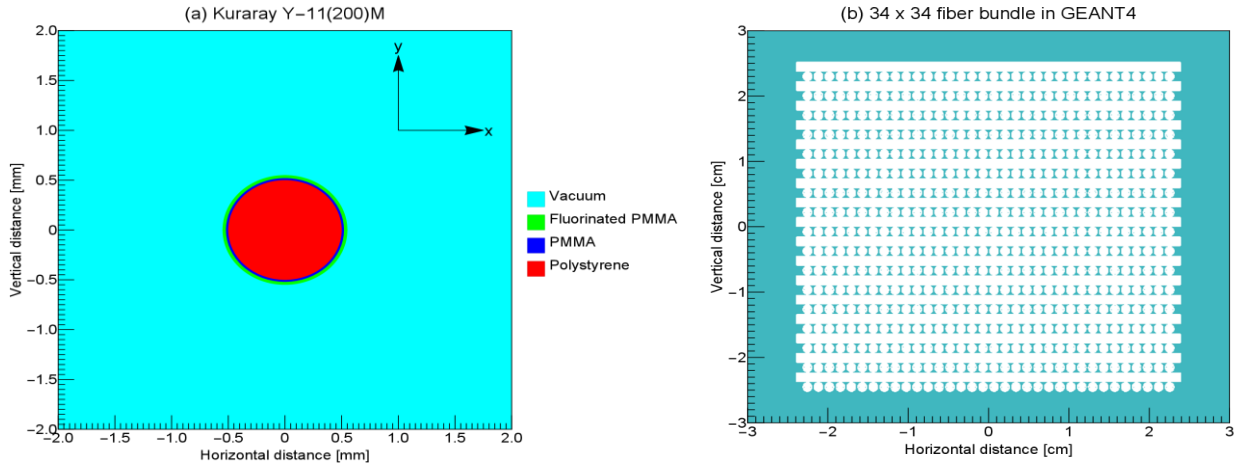 (a) Kuraray Y−11(200)M
2.0
1.5
1.0
0.5
0
−0.5
−1.0
−1.5
−2.0
Vertical distance [mm]
y
x
−2.0 −1.5 −1.0 −0.5 0 0.5 1.0 1.5 2.0
Horizontal distance [mm]
Vacuum
Fluorinated PMMA
PMMA
Polystyrene
(b) 34 x 34 fiber bundle in GEANT4
3
2
1
0
−1
−2
−3
Vertical distance [cm]
−3 −2 −1 0 1 2 3
Horizontal distance [cm]